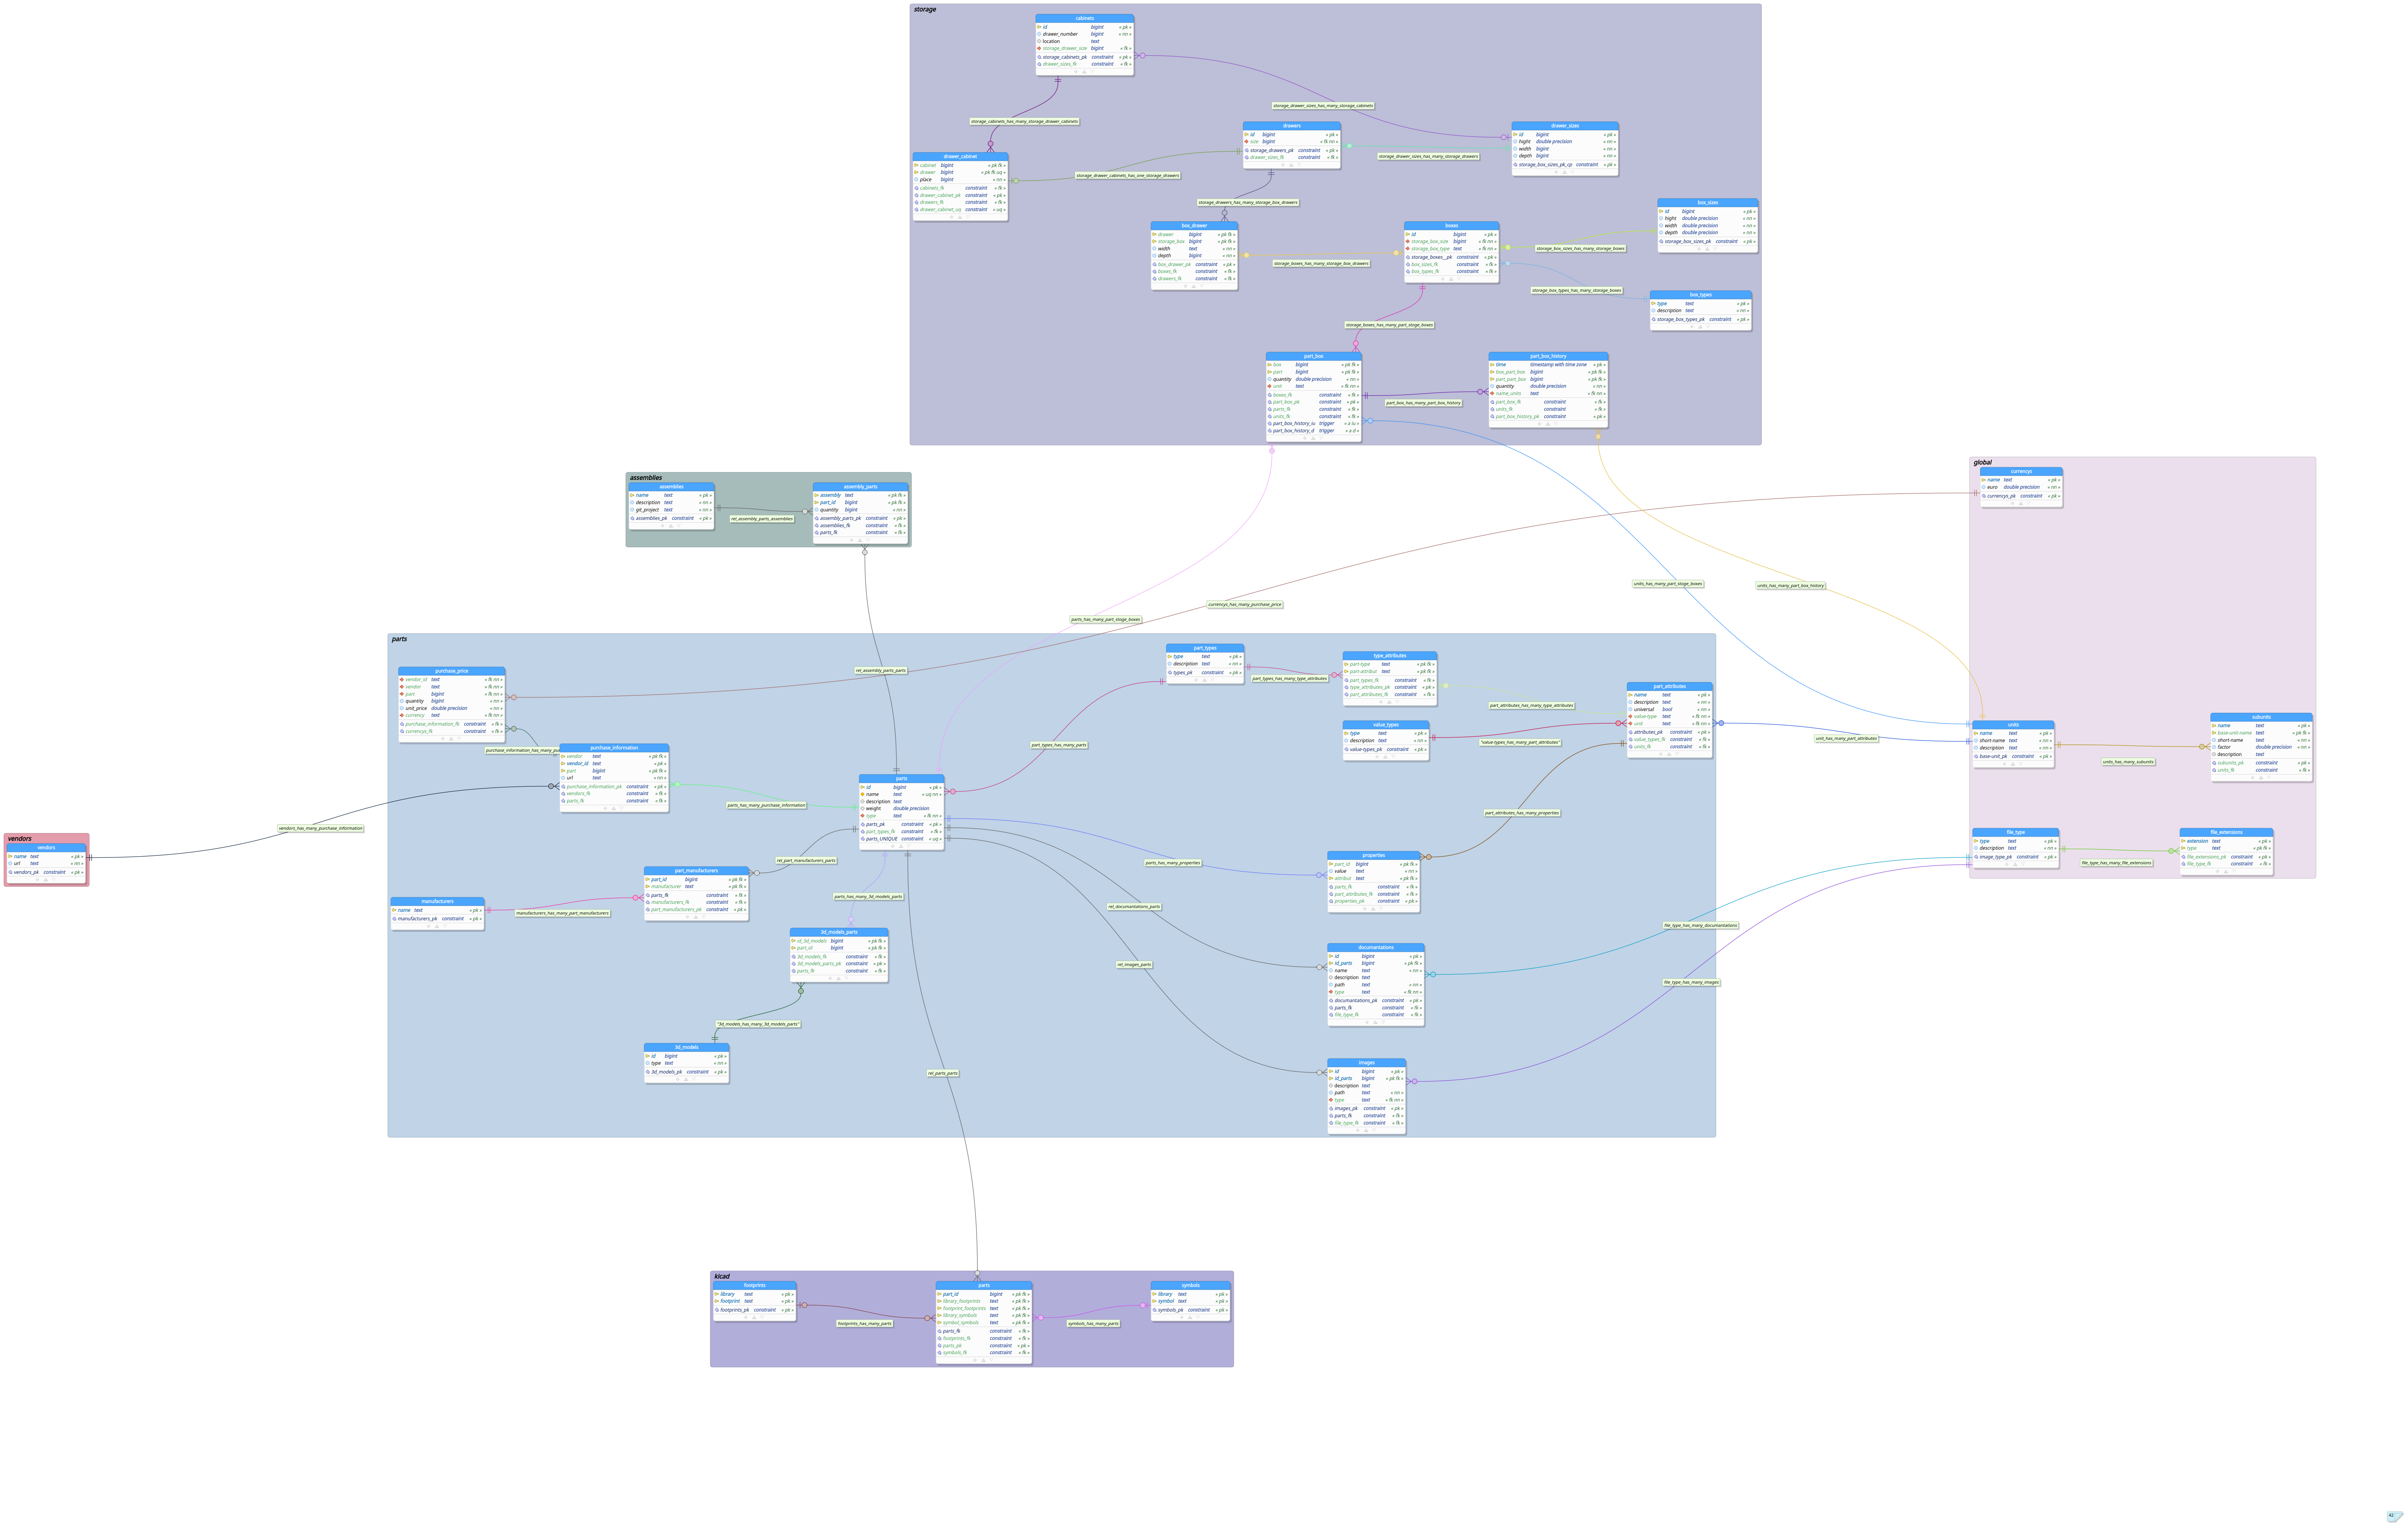 storage
cabinets
id bigint « pk »
drawer_number bigint « nn »
location text
storage_drawer_size bigint « fk »
storage_cabinets_pk constraint « pk »
drawer_sizes_fk constraint « fk »
storage_drawer_sizes_has_many_storage_cabinets
storage_cabinets_has_many_storage_drawer_cabinets
drawers
id bigint « pk »
size bigint « fk nn »
storage_drawers_pk constraint « pk »
drawer_sizes_fk constraint « fk »
drawer_sizes
id bigint « pk »
hight double precision « nn »
width bigint « nn »
depth bigint « nn »
storage_box_sizes_pk_cp constraint « pk »
storage_drawer_sizes_has_many_storage_drawers
drawer_cabinet
cabinet bigint « pk fk »
drawer bigint « pk fk uq »
place bigint « nn »
cabinets_fk constraint « fk »
drawer_cabinet_pk constraint « pk »
drawers_fk constraint « fk »
drawer_cabinet_uq constraint « uq »
storage_drawer_cabinets_has_one_storage_drawers
storage_drawers_has_many_storage_box_drawers
box_drawer
drawer bigint « pk fk »
storage_box bigint « pk fk »
width text « nn »
depth bigint « nn »
box_drawer_pk constraint « pk »
boxes_fk constraint « fk »
drawers_fk constraint « fk »
storage_boxes_has_many_storage_box_drawers
boxes
id bigint « pk »
storage_box_size bigint « fk nn »
storage_box_type text « fk nn »
storage_boxes__pk constraint « pk »
box_sizes_fk constraint « fk »
box_types_fk constraint « fk »
box_sizes
id bigint « pk »
hight double precision « nn »
width double precision « nn »
depth double precision « nn »
storage_box_sizes_pk constraint « pk »
storage_box_sizes_has_many_storage_boxes
storage_box_types_has_many_storage_boxes
box_types
type text « pk »
description text « nn »
storage_box_types_pk constraint « pk »
storage_boxes_has_many_part_stoge_boxes
part_box
box bigint « pk fk »
part bigint « pk fk »
quantity double precision « nn »
unit text « fk nn »
boxes_fk constraint « fk »
part_box_pk constraint « pk »
parts_fk constraint « fk »
units_fk constraint « fk »
part_box_history_iu trigger « a iu »
part_box_history_d trigger « a d »
part_box_has_many_part_box_history
part_box_history
time timestamp with time zone « pk »
box_part_box bigint « pk fk »
part_part_box bigint « pk fk »
quantity double precision « nn »
name_units text « fk nn »
part_box_fk constraint « fk »
units_fk constraint « fk »
part_box_history_pk constraint « pk »
assemblies
assemblies
name text « pk »
description text « nn »
git_project text « nn »
assemblies_pk constraint « pk »
rel_assembly_parts_assemblies
assembly_parts
assembly text « pk fk »
part_id bigint « pk fk »
quantity bigint « nn »
assembly_parts_pk constraint « pk »
assemblies_fk constraint « fk »
parts_fk constraint « fk »
global
currencys
name text « pk »
euro double precision « nn »
currencys_pk constraint « pk »
units_has_many_part_stoge_boxes
units_has_many_part_box_history
currencys_has_many_purchase_price
parts_has_many_part_stoge_boxes
parts
rel_assembly_parts_parts
purchase_price
vendor_id text « fk nn »
vendor text « fk nn »
part bigint « fk nn »
quantity bigint « nn »
unit_price double precision « nn »
currency text « fk nn »
purchase_information_fk constraint « fk »
currencys_fk constraint « fk »
purchase_information_has_many_pu
purchase_information
vendor text « pk fk »
vendor_id text « pk »
part bigint « pk fk »
url text « nn »
purchase_information_pk constraint « pk »
vendors_fk constraint « fk »
parts_fk constraint « fk »
parts_has_many_purchase_information
part_types
type text « pk »
description text « nn »
types_pk constraint « pk »
part_types_has_many_type_attributes
type_attributes
part-type text « pk fk »
part-attribut text « pk fk »
part_types_fk constraint « fk »
type_attributes_pk constraint « pk »
part_attributes_fk constraint « fk »
part_attributes_has_many_type_attributes
value_types
type text « pk »
description text « nn »
value-types_pk constraint « pk »
"value-types_has_many_part_attributes"
part_attributes
name text « pk »
description text « nn »
universal bool « nn »
value-type text « fk nn »
unit text « fk nn »
attributes_pk constraint « pk »
value_types_fk constraint « fk »
units_fk constraint « fk »
unit_has_many_part_attributes
units
name text « pk »
short-name text « nn »
description text « nn »
base-unit_pk constraint « pk »
units_has_many_subunits
subunits
name text « pk »
base-unit-name text « pk fk »
short-name text « nn »
factor double precision « nn »
description text
subunits_pk constraint « pk »
units_fk constraint « fk »
part_types_has_many_parts
parts
id bigint « pk »
name text « uq nn »
description text
weight double precision
type text « fk nn »
parts_pk constraint « pk »
part_types_fk constraint « fk »
parts_UNIQUE constraint « uq »
part_attributes_has_many_properties
vendors_has_many_purchase_information
vendors
vendors
name text « pk »
url text « nn »
vendors_pk constraint « pk »
file_type
type text « pk »
description text « nn »
image_type_pk constraint « pk »
file_type_has_many_file_extensions
file_extensions
extension text « pk »
type text « pk fk »
file_extensions_pk constraint « pk »
file_type_fk constraint « fk »
rel_part_manufacturers_parts
parts_has_many_properties
properties
part_id bigint « pk fk »
value text « nn »
attribut text « pk fk »
parts_fk constraint « fk »
part_attributes_fk constraint « fk »
properties_pk constraint « pk »
part_manufacturers
part_id bigint « pk fk »
manufacturer text « pk fk »
parts_fk constraint « fk »
manufacturers_fk constraint « fk »
part_manufacturers_pk constraint « pk »
manufacturers
name text « pk »
manufacturers_pk constraint « pk »
manufacturers_has_many_part_manufacturers
parts_has_many_3d_models_parts
rel_documantations_parts
file_type_has_many_documantations
3d_models_parts
id_3d_models bigint « pk fk »
part_id bigint « pk fk »
3d_models_fk constraint « fk »
3d_models_parts_pk constraint « pk »
parts_fk constraint « fk »
documantations
id bigint « pk »
id_parts bigint « pk fk »
name text « nn »
description text
path text « nn »
type text « fk nn »
documantations_pk constraint « pk »
parts_fk constraint « fk »
file_type_fk constraint « fk »
rel_images_parts
file_type_has_many_images
"3d_models_has_many_3d_models_parts"
3d_models
id bigint « pk »
type text « nn »
3d_models_pk constraint « pk »
rel_parts_parts
images
id bigint « pk »
id_parts bigint « pk fk »
description text
path text « nn »
type text « fk nn »
images_pk constraint « pk »
parts_fk constraint « fk »
file_type_fk constraint « fk »
kicad
footprints
library text « pk »
footprint text « pk »
footprints_pk constraint « pk »
footprints_has_many_parts
parts
part_id bigint « pk fk »
library_footprints text « pk fk »
footprint_footprints text « pk fk »
library_symbols text « pk fk »
symbol_symbols text « pk fk »
parts_fk constraint « fk »
footprints_fk constraint « fk »
parts_pk constraint « pk »
symbols_fk constraint « fk »
symbols_has_many_parts
symbols
library text « pk »
symbol text « pk »
symbols_pk constraint « pk »
42